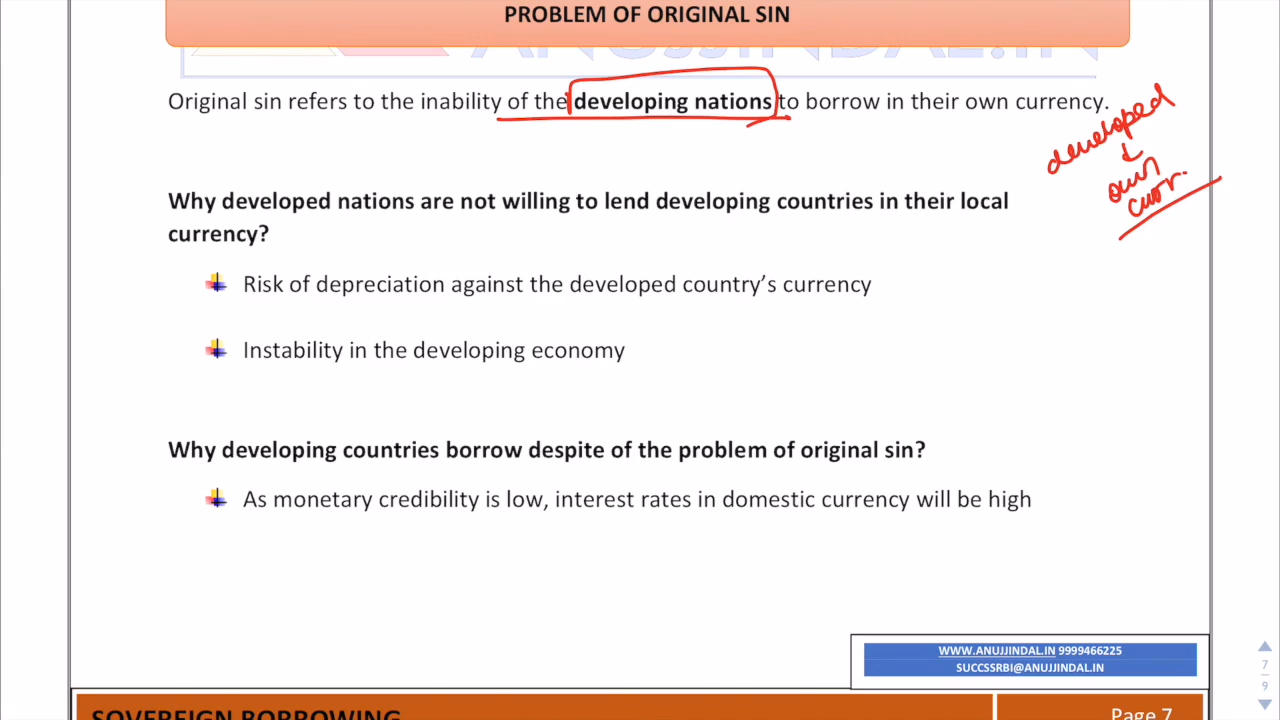 PROBLEM OF ORIGINAL SIN
ANUJJINDAL.IN
Original sin refers to the inability of the developing nations to borrow in their own currency.
developed
own
curr.
Why developed nations are not willing to lend developing countries in their local
currency?
Risk of depreciation against the developed country's currency
Instability in the developing economy
Why developing countries borrow despite of the problem of original sin?
As monetary credibility is low, interest rates in domestic currency will be high
WWW.ANUJJINDAL.IN 9999466225
SUCCSSRBI@ANUJJINDAL.IN
7
9
SOVEREIGN BORROWING
Page 7